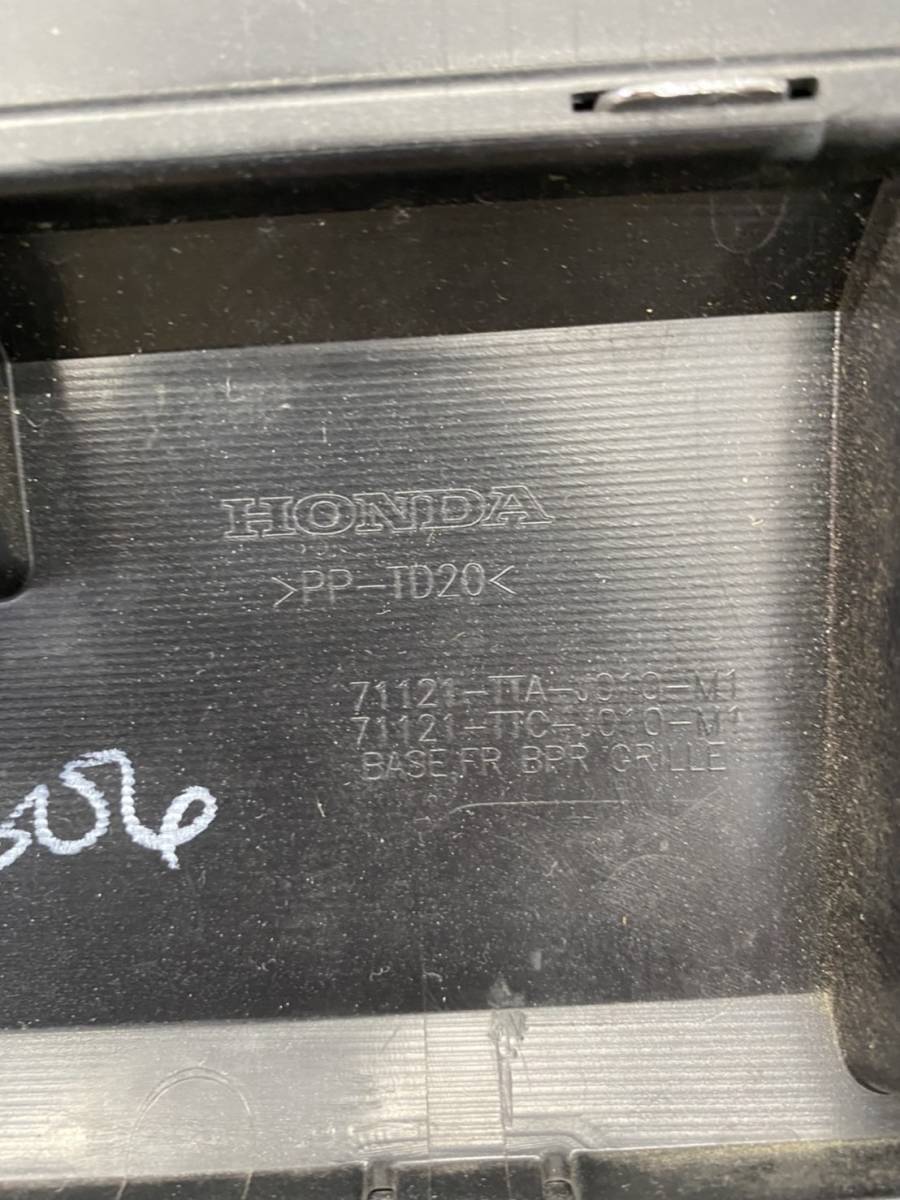 HONDA
>PP-TD20<
71121-TTA-J010-M1
71121-TTC-J010-M1
BASE,FR BPR GRILLE